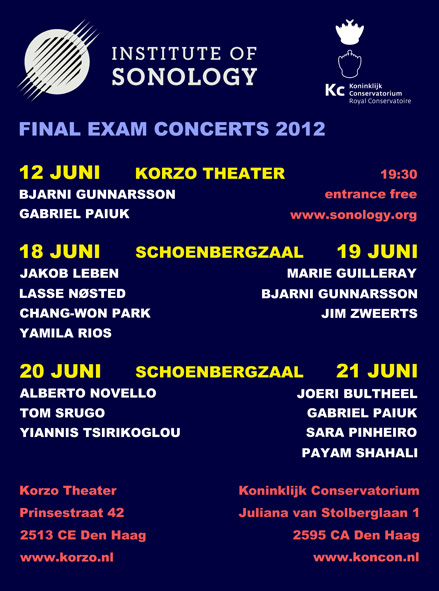 INSTITUTE OF
SONOLOGY
Kc Koninklijk
Conservatorium
Royal Conservatoire
FINAL EXAM CONCERTS 2012
12 JUNI KORZO THEATER 19:30
BJARNI GUNNARSSON entrance free
GABRIEL PAIUK www.sonology.org
18 JUNI SCHOENBERGZAAL 19 JUNI
JAKOB LEBEN MARIE GUILLERAY
LASSE NØSTED BJARNI GUNNARSSON
CHANG-WON PARK JIM ZWEERTS
YAMILA RIOS
20 JUNI SCHOENBERGZAAL 21 JUNI
ALBERTO NOVELLO JOERI BULTHEEL
TOM SRUGO GABRIEL PAIUK
YIANNIS TSIRIKOGLOU SARA PINHEIRO
PAYAM SHAHALI
Korzo Theater Koninklijk Conservatorium
Prinsestraat 42 Juliana van Stolberglaan 1
2513 CE Den Haag 2595 CA Den Haag
www.korzo.nl www.koncon.nl